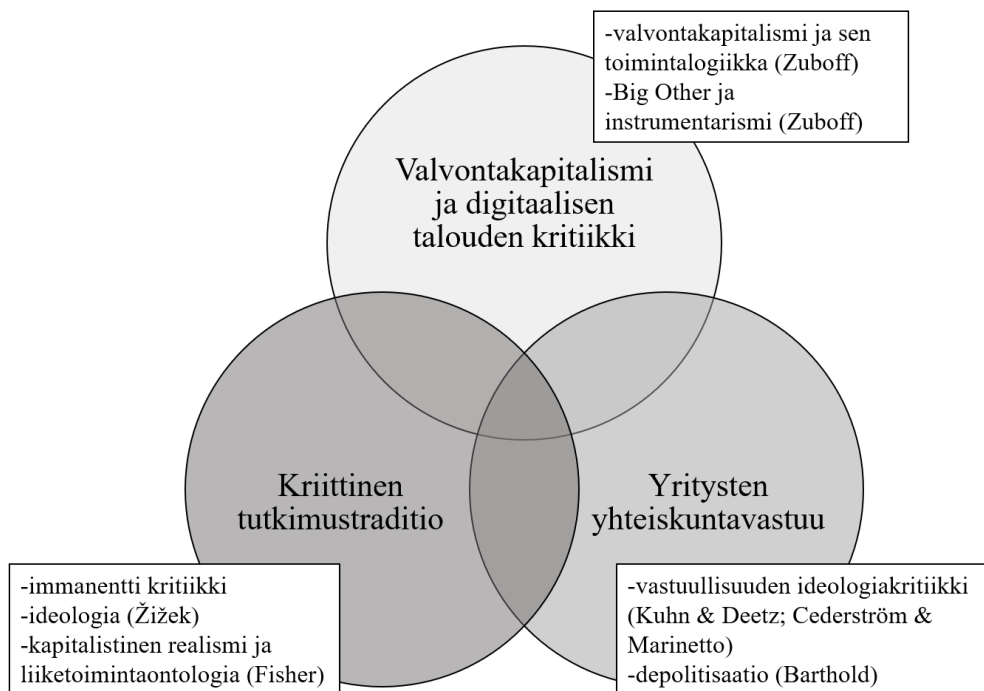 -valvontakapitalismi ja sen
toimintalogiikka (Zuboff)
-Big Other ja
instrumentarismi (Zuboff)
Valvontakapitalismi
ja digitaalisen
talouden kritiikki
Kriittinen
tutkimustraditio
Yritysten
yhteiskuntavastuu
-immanentti kritiikki
-ideologia (Žižek)
-kapitalistinen realismi ja
liiketoimintaontologia (Fisher)
-vastuullisuuden ideologiakritiikki
(Kuhn & Deetz; Cederström &
Marinetto)
-depolitisaatio (Barthold)